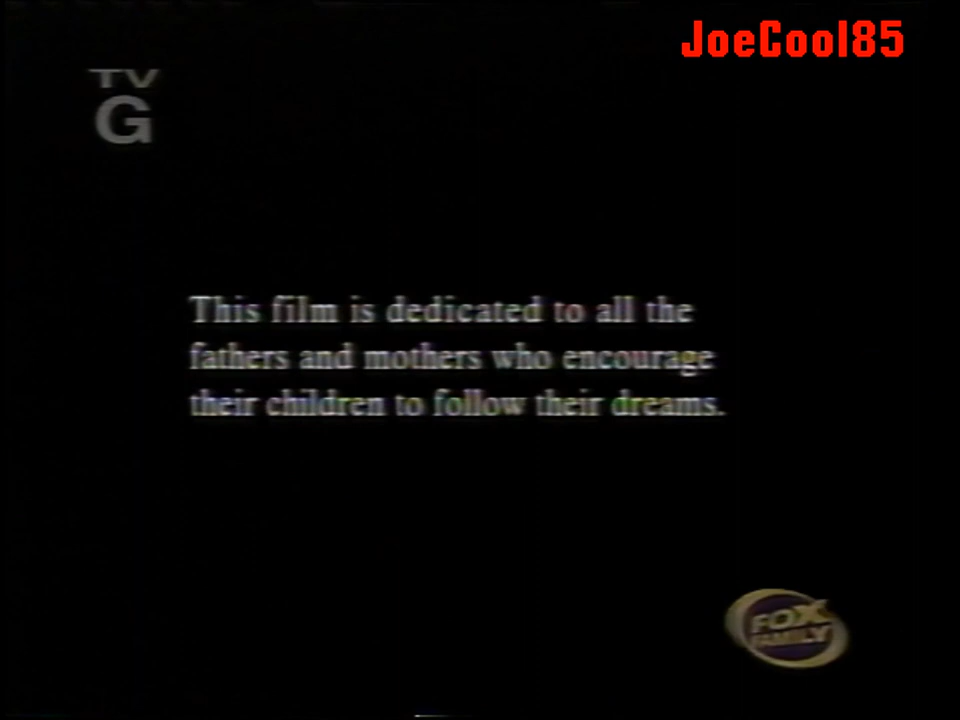 JoeCool85
TV
G
This film is dedicated to all the
fathers and mothers who encourage
their children to follow their dreams.
FOX
FAMILY